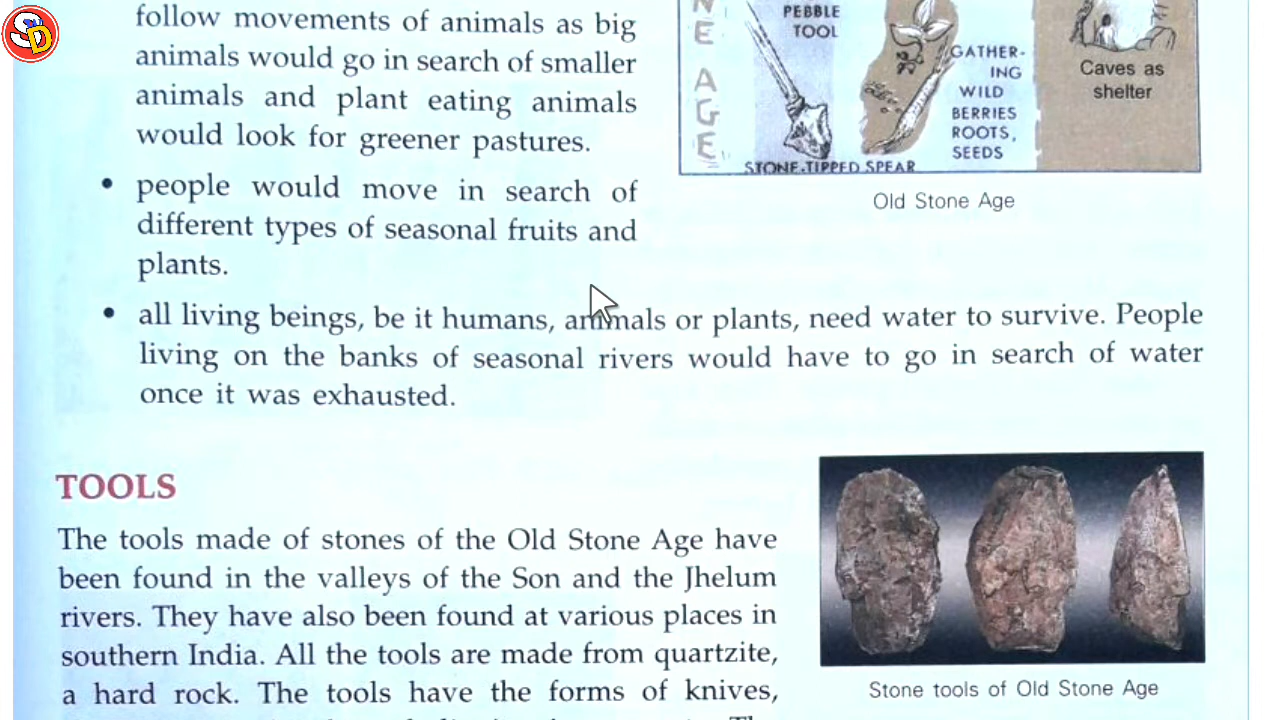 SD
follow movements of animals as big
animals would go in search of smaller
animals and plant eating animals
would look for greener pastures.
• people would move in search of
different types of seasonal fruits and
plants.
• all living beings, be it humans, animals or plants, need water to survive. People
living on the banks of seasonal rivers would have to go in search of water
once it was exhausted.
NE AGE
PEBBLE
TOOL
GATHER-
ING
WILD
BERRIES
ROOTS,
SEEDS
Caves as
shelter
STONE-TIPPED SPEAR
Old Stone Age
TOOLS
The tools made of stones of the Old Stone Age have
been found in the valleys of the Son and the Jhelum
rivers. They have also been found at various places in
southern India. All the tools are made from quartzite,
a hard rock. The tools have the forms of knives,
Stone tools of Old Stone Age